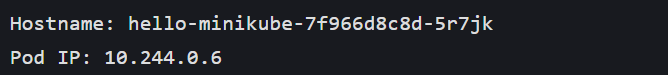 Hostname: hello-minikube-7f966d8c8d-5r7jk
Pod IP: 10.244.0.6